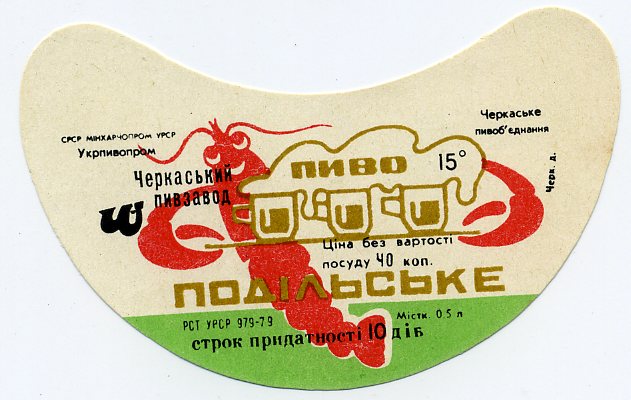 СРСР МІНХАРЧОПРОМ УРСР
Укрпивопром
Черкаське
пивоб'єднання
Черкаський
пивзавод
ПИВО
15°
Черк. д.
Ціна без вартості
посуду 40 коп.
ПОДІЛЬСЬКЕ
РСТ УРСР 979-79
Містк. 0.5 л
строк придатності 10 діб